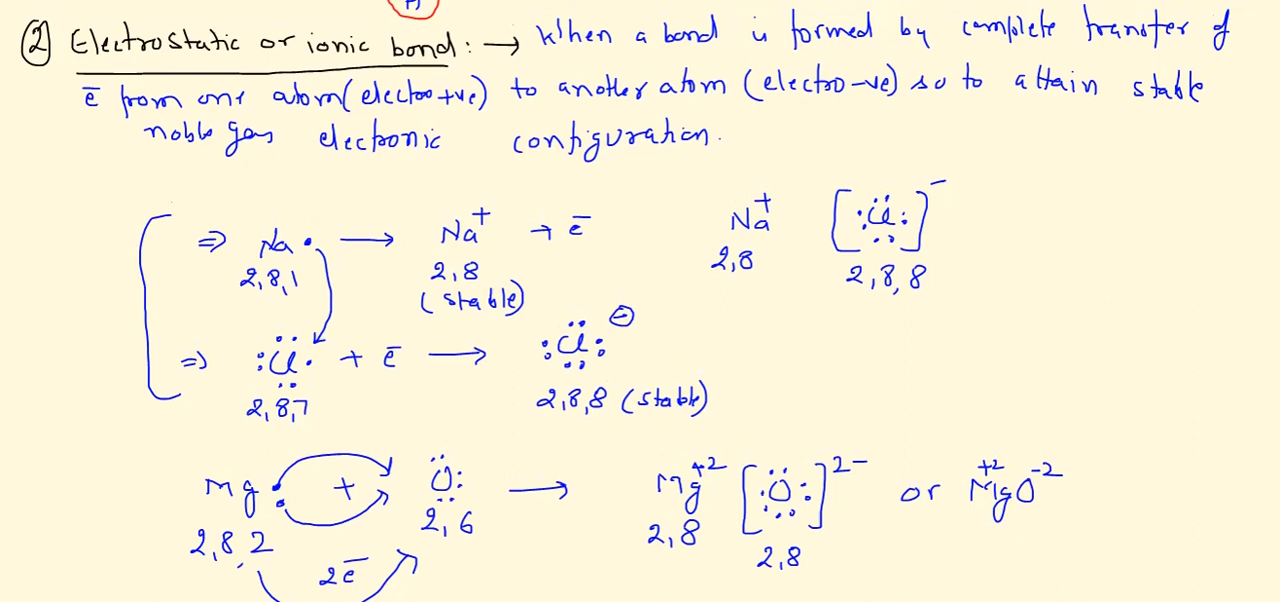 ② Electrostatic or ionic bond: → When a bond is formed by complete transfer of
ē from one atom (electro +ve) to another atom (electro -ve) so to attain stable
noble gas electronic configuration.
⇒ Na• → Na⁺ + ē Na⁺ [:Cl:]⁻
2,8,1 2,8 2,8 2,8,8
(stable)
⇒ :Cl. + ē → :Cl: ⊖
2,8,7 2,8,8 (stable)
Mg: + O: → Mg⁺² [:O:]²⁻ or Mg⁺²O⁻²
2,8,2 2,6 2,8 2,8
2ē